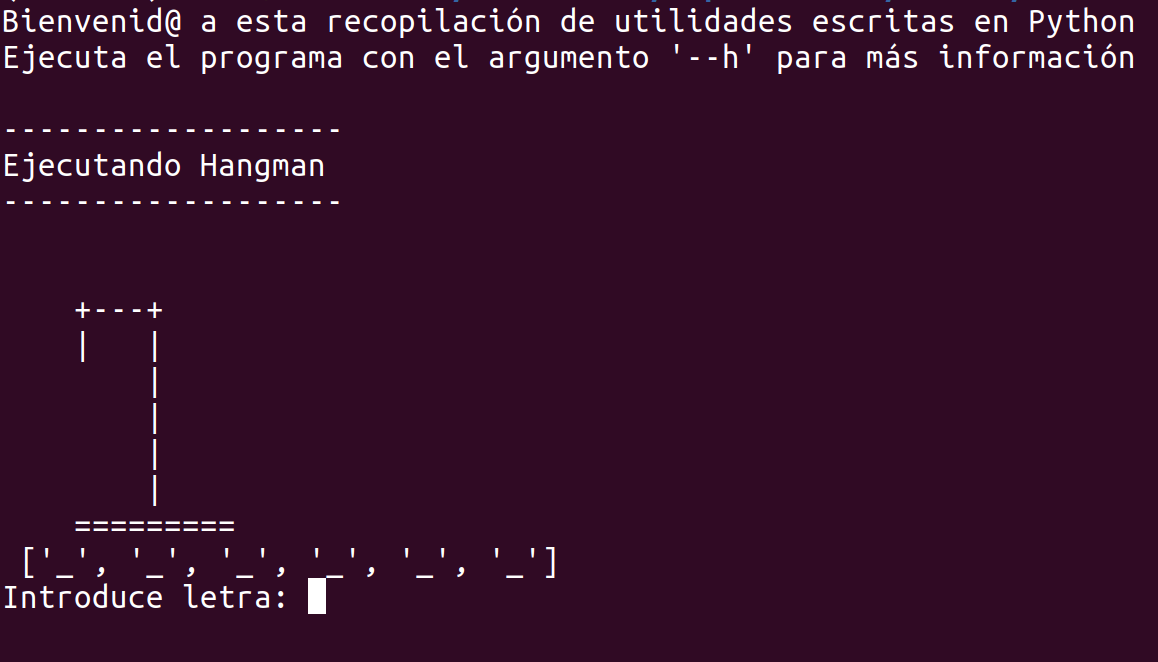 Bienvenid@ a esta recopilación de utilidades escritas en Python
Ejecuta el programa con el argumento '--h' para más información
-------------------
Ejecutando Hangman
-------------------
    +---+
    |   |
        |
        |
        |
        |
    =========
 ['_', '_', '_', '_', '_', '_']
Introduce letra: